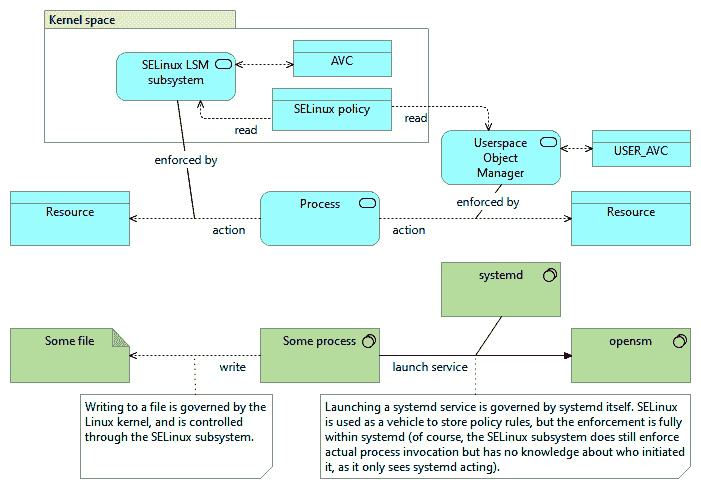 Kernel space
SELinux LSM
subsystem
AVC
SELinux policy
read
read
enforced by
Userspace
Object
Manager
USER_AVC
enforced by
Resource
action
Process
action
Resource
systemd
Some file
write
Some process
launch service
opensm
Writing to a file is governed by the
Linux kernel, and is controlled
through the SELinux subsystem.
Launching a systemd service is governed by systemd itself. SELinux
is used as a vehicle to store policy rules, but the enforcement is fully
within systemd (of course, the SELinux subsystem does still enforce
actual process invocation but has no knowledge about who initiated
it, as it only sees systemd acting).